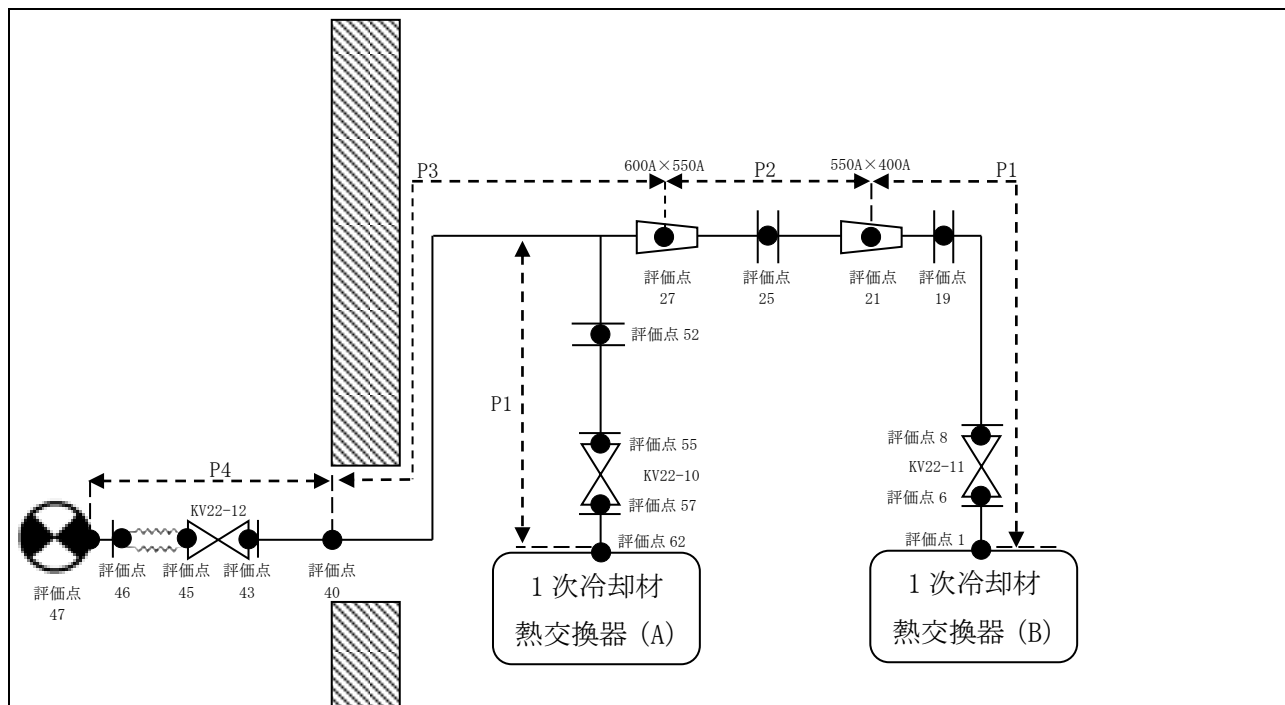 P3
600A×550A
P2
550A×400A
P1
評価点
27
評価点
25
評価点
21
評価点
19
評価点 52
P1
評価点 55
KV22-10
評価点 57
評価点 62
評価点 8
KV22-11
評価点 6
評価点 1
P4
KV22-12
評価点
47
評価点
46
評価点
45
評価点
43
評価点
40
1 次冷却材
熱交換器 (A)
1 次冷却材
熱交換器 (B)